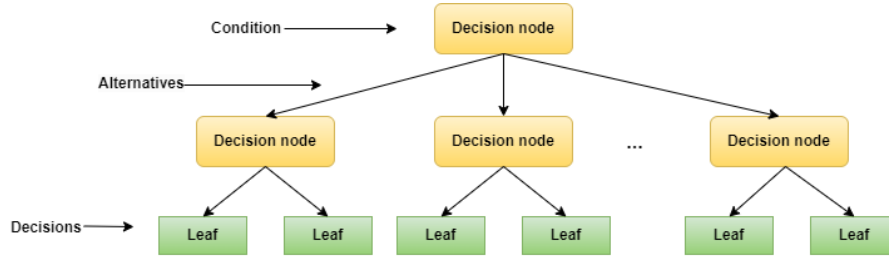 Condition
Decision node
Alternatives
Decision node
Decision node
...
Decision node
Decisions
Leaf
Leaf
Leaf
Leaf
Leaf
Leaf